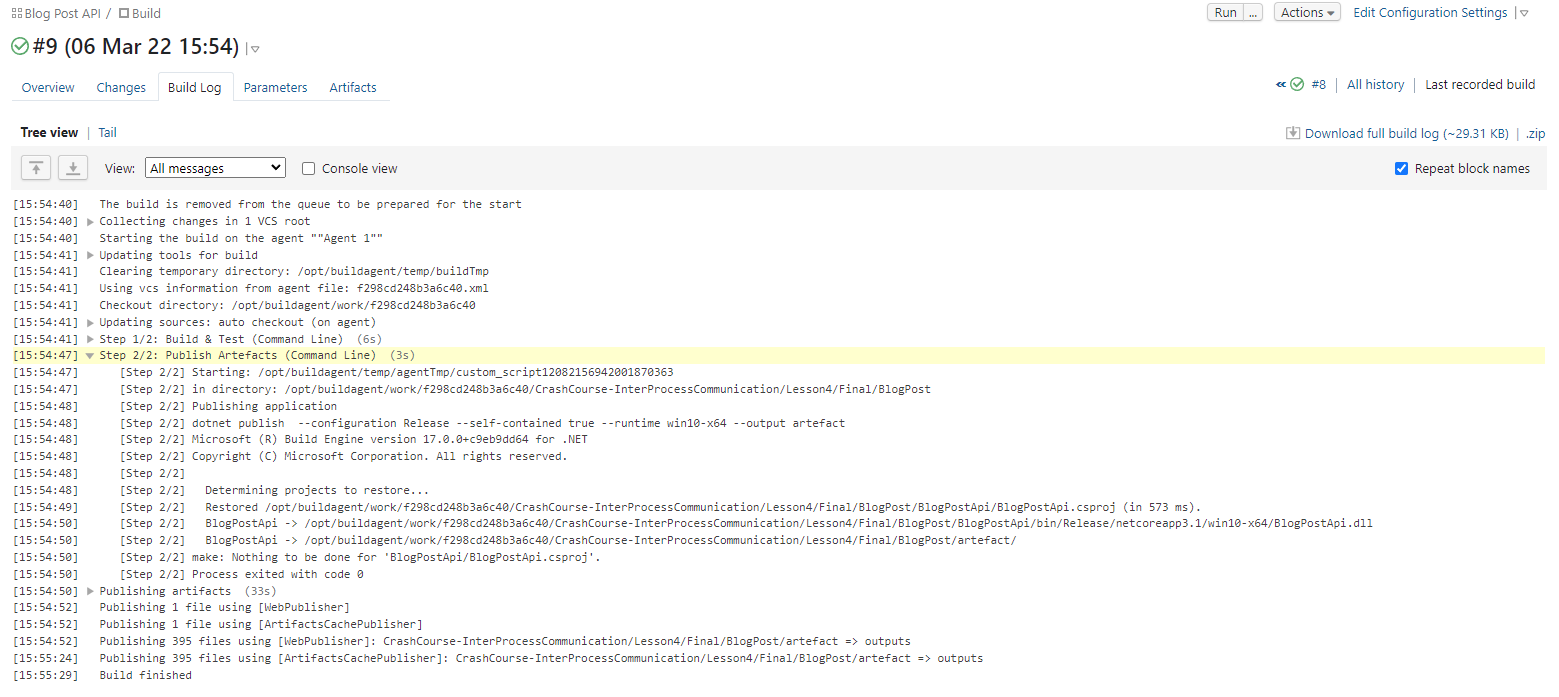 Blog Post API / Build
Run ... Actions Edit Configuration Settings
#9 (06 Mar 22 15:54)
Overview Changes Build Log Parameters Artifacts
#8 All history Last recorded build
Tree view Tail
Download full build log (~29.31 KB) .zip
View: All messages Console view Repeat block names
[15:54:40] The build is removed from the queue to be prepared for the start
[15:54:40] Collecting changes in 1 VCS root
[15:54:40] Starting the build on the agent ""Agent 1""
[15:54:41] Updating tools for build
[15:54:41] Clearing temporary directory: /opt/buildagent/temp/buildTmp
[15:54:41] Using vcs information from agent file: f298cd248b3a6c40.xml
[15:54:41] Checkout directory: /opt/buildagent/work/f298cd248b3a6c40
[15:54:41] Updating sources: auto checkout (on agent)
[15:54:41] Step 1/2: Build & Test (Command Line) (6s)
[15:54:47] Step 2/2: Publish Artefacts (Command Line) (3s)
[15:54:47] [Step 2/2] Starting: /opt/buildagent/temp/agentTmp/custom_script12082156942001870363
[15:54:47] [Step 2/2] in directory: /opt/buildagent/work/f298cd248b3a6c40/CrashCourse-InterProcessCommunication/Lesson4/Final/BlogPost
[15:54:48] [Step 2/2] Publishing application
[15:54:48] [Step 2/2] dotnet publish --configuration Release --self-contained true --runtime win10-x64 --output artefact
[15:54:48] [Step 2/2] Microsoft (R) Build Engine version 17.0.0+c9eb9dd64 for .NET
[15:54:48] [Step 2/2] Copyright (C) Microsoft Corporation. All rights reserved.
[15:54:48] [Step 2/2]
[15:54:48] [Step 2/2] Determining projects to restore...
[15:54:49] [Step 2/2] Restored /opt/buildagent/work/f298cd248b3a6c40/CrashCourse-InterProcessCommunication/Lesson4/Final/BlogPost/BlogPostApi/BlogPostApi.csproj (in 573 ms).
[15:54:50] [Step 2/2] BlogPostApi -> /opt/buildagent/work/f298cd248b3a6c40/CrashCourse-InterProcessCommunication/Lesson4/Final/BlogPost/BlogPostApi/bin/Release/netcoreapp3.1/win10-x64/BlogPostApi.dll
[15:54:50] [Step 2/2] BlogPostApi -> /opt/buildagent/work/f298cd248b3a6c40/CrashCourse-InterProcessCommunication/Lesson4/Final/BlogPost/artefact/
[15:54:50] [Step 2/2] make: Nothing to be done for 'BlogPostApi/BlogPostApi.csproj'.
[15:54:50] [Step 2/2] Process exited with code 0
[15:54:50] Publishing artifacts (33s)
[15:54:52] Publishing 1 file using [WebPublisher]
[15:54:52] Publishing 1 file using [ArtifactsCachePublisher]
[15:54:52] Publishing 395 files using [WebPublisher]: CrashCourse-InterProcessCommunication/Lesson4/Final/BlogPost/artefact => outputs
[15:55:24] Publishing 395 files using [ArtifactsCachePublisher]: CrashCourse-InterProcessCommunication/Lesson4/Final/BlogPost/artefact => outputs
[15:55:29] Build finished